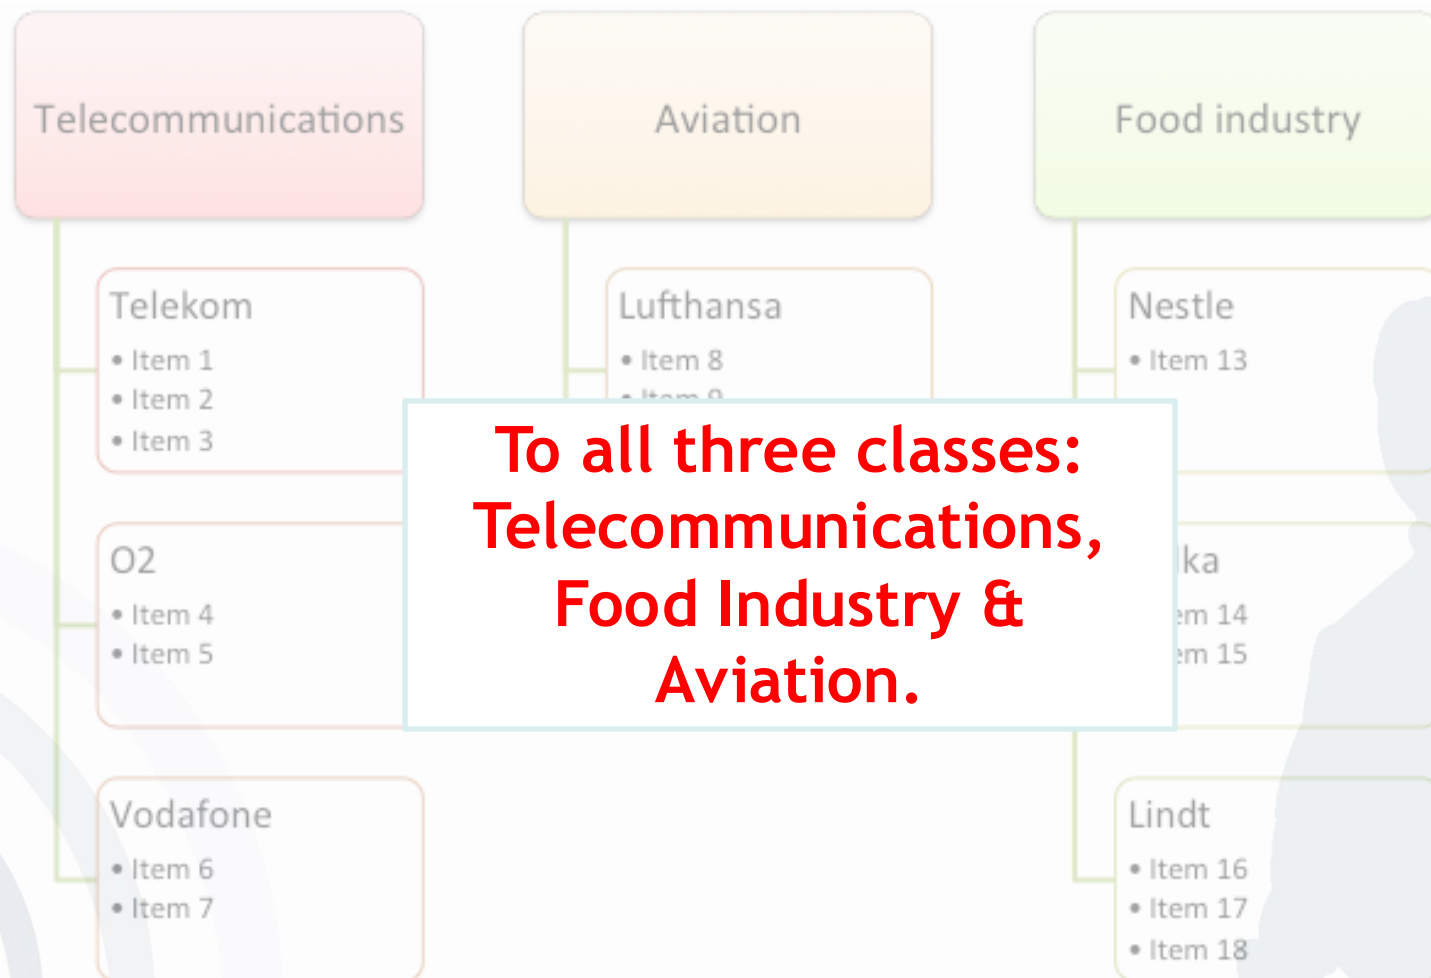 Telecommunications
Telekom
• Item 1
• Item 2
• Item 3
O2
• Item 4
• Item 5
Vodafone
• Item 6
• Item 7
Aviation
Lufthansa
• Item 8
Food industry
Nestle
• Item 13
14
15
Lindt
• Item 16
• Item 17
• Item 18
To all three classes:
Telecommunications,
Food Industry &
Aviation.